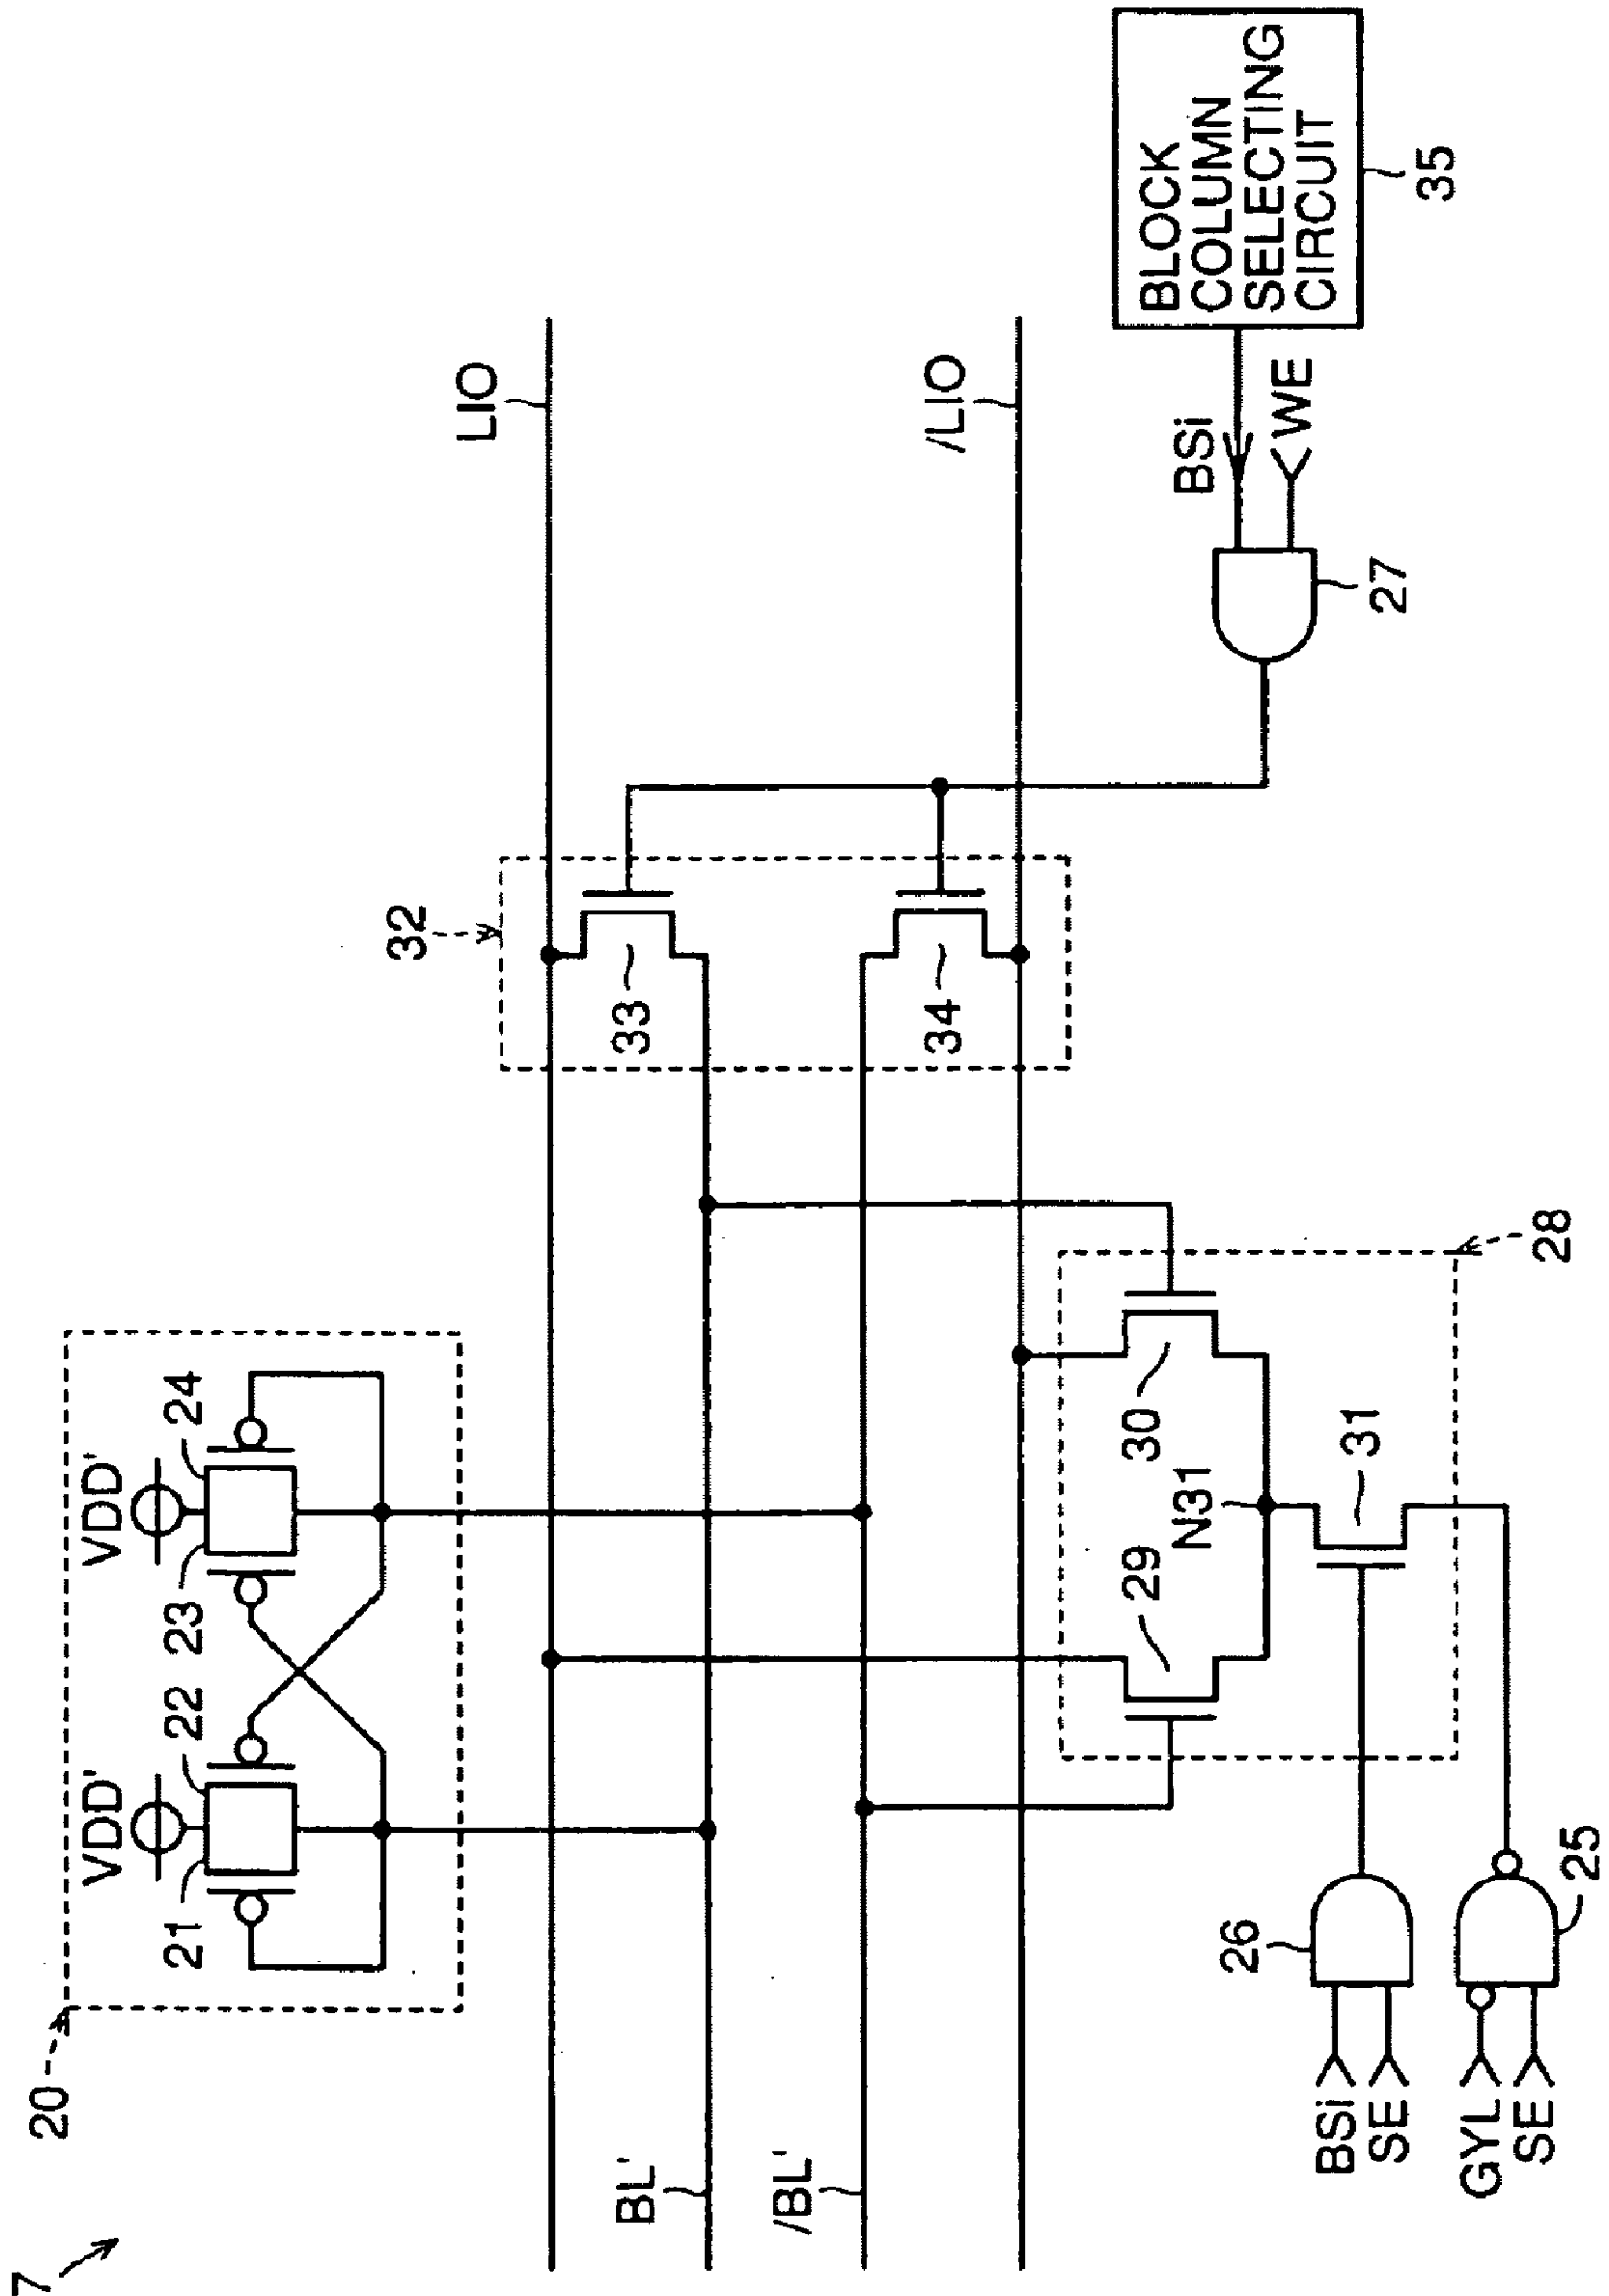 7
20
VDD'
VDD'
21
22
23
24
LIO
BL'
/BL'
/LIO
32
33
34
29
30
N31
31
28
BSi
SE
26
GYL
SE
25
BSi
WE
27
BLOCK
COLUMN
SELECTING
CIRCUIT
35